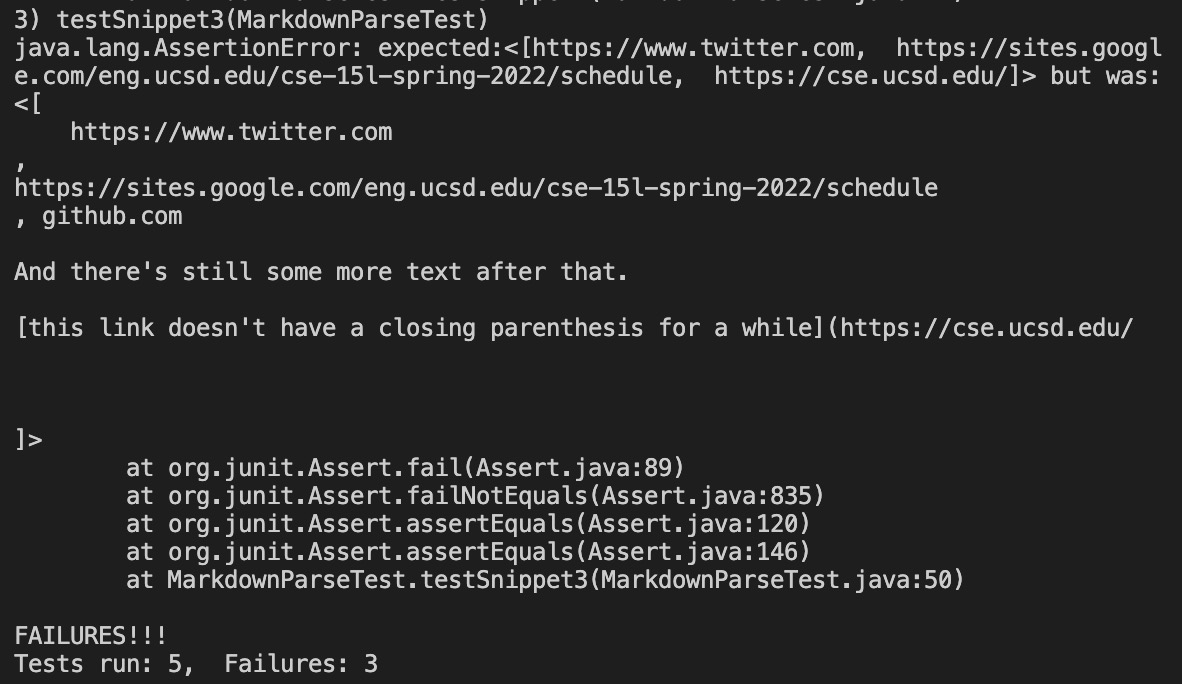 3) testSnippet3(MarkdownParseTest)
java.lang.AssertionError: expected:<[https://www.twitter.com,  https://sites.googl
e.com/eng.ucsd.edu/cse-15l-spring-2022/schedule,  https://cse.ucsd.edu/]> but was:
<[
    https://www.twitter.com
,
https://sites.google.com/eng.ucsd.edu/cse-15l-spring-2022/schedule
, github.com
And there's still some more text after that.
[this link doesn't have a closing parenthesis for a while](https://cse.ucsd.edu/
]>
        at org.junit.Assert.fail(Assert.java:89)
        at org.junit.Assert.failNotEquals(Assert.java:835)
        at org.junit.Assert.assertEquals(Assert.java:120)
        at org.junit.Assert.assertEquals(Assert.java:146)
        at MarkdownParseTest.testSnippet3(MarkdownParseTest.java:50)
FAILURES!!!
Tests run: 5,  Failures: 3